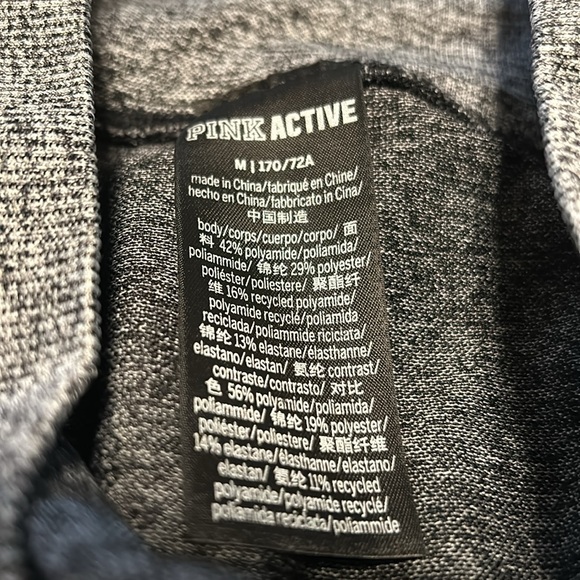 PINK ACTIVE
M | 170/72A
made in China/fabriqué en Chine/
hecho en China/fabbricato in Cina/
中国制造
body/corps/cuerpo/corpo/ 面
料 42% polyamide/poliamida/
poliammide/ 锦纶 29% polyester/
poliéster/poliestere/ 聚酯纤
维 16% recycled polyamide/
polyamide recyclé/poliamida
reciclada/poliammide riciclata/
锦纶 13% elastane/élasthanne/
elastano/elastan/ 氨纶 contrast/
contraste/contrasto/ 对比
色 56% polyamide/poliamida/
poliammide/ 锦纶 19% polyester/
poliéster/poliestere/ 聚酯纤维
14% elastane/élasthanne/elastano/
elastan/ 氨纶 11% recycled
polyamide/polyamide recyclé/
poliamida reciclada/poliammide